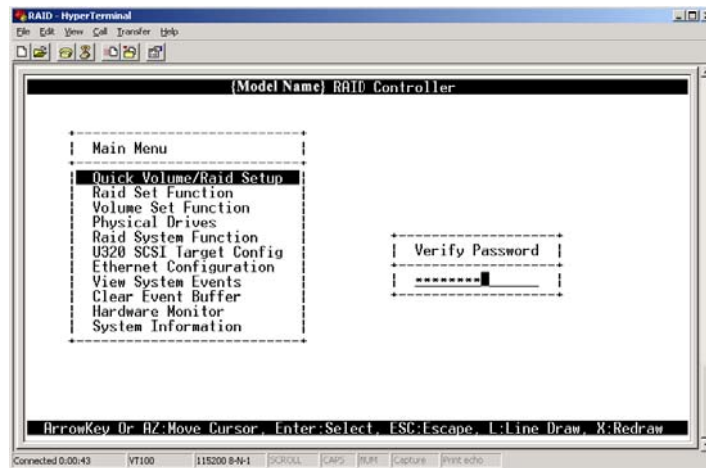 RAID - HyperTerminal
File Edit View Call Transfer Help
{Model Name} RAID Controller
Main Menu
Quick Volume/Raid Setup
Raid Set Function
Volume Set Function
Physical Drives
Raid System Function
U320 SCSI Target Config
Ethernet Configuration
View System Events
Clear Event Buffer
Hardware Monitor
System Information
Verify Password
********
ArrowKey Or AZ:Move Cursor, Enter:Select, ESC:Escape, L:Line Draw, X:Redraw
Connected 0:00:43 VT100 115200 8-N-1 SCROLL CAPS NUM Capture Print echo